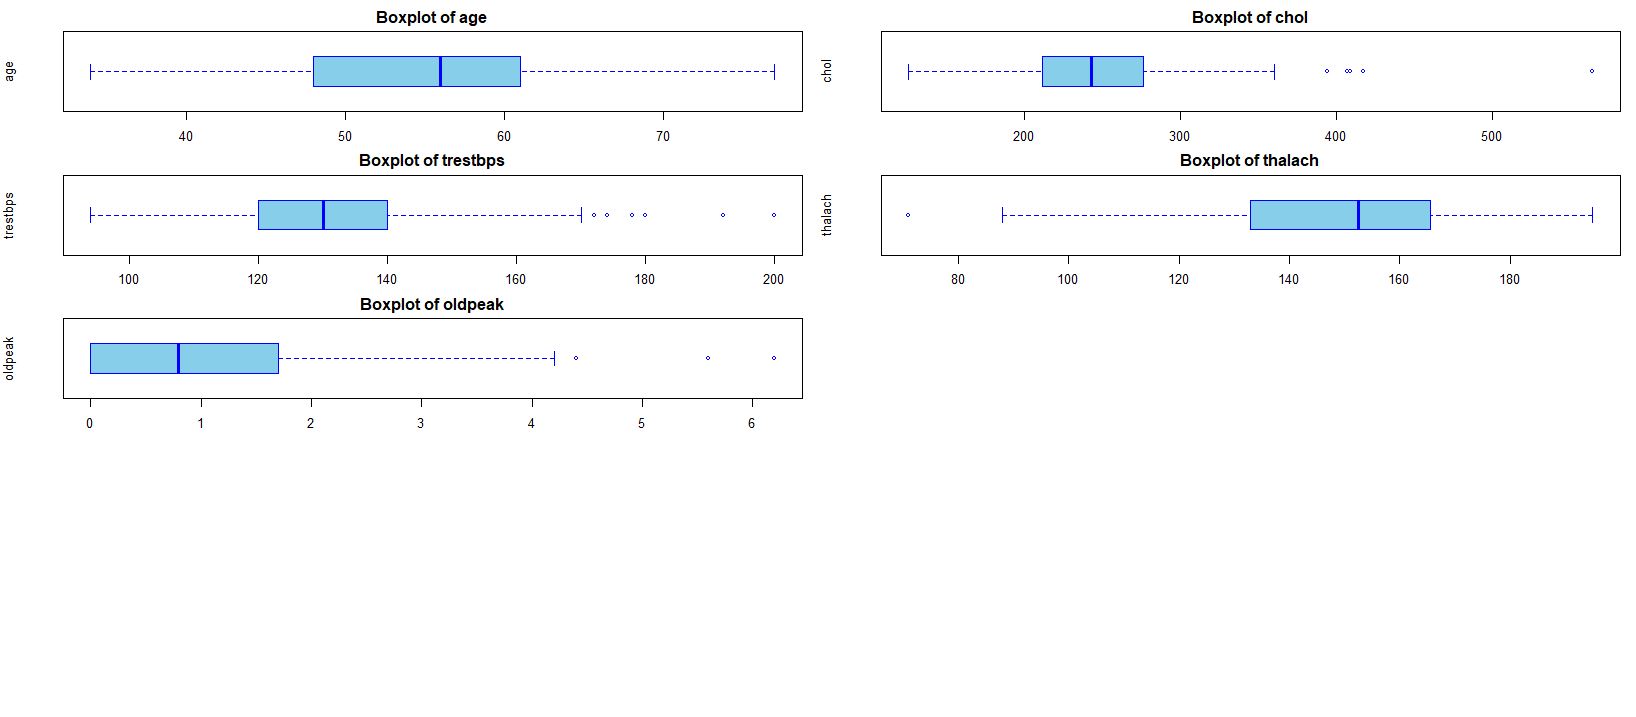 Boxplot of age
age
40 50 60 70
Boxplot of chol
chol
200 300 400 500
Boxplot of trestbps
trestbps
100 120 140 160 180 200
Boxplot of thalach
thalach
80 100 120 140 160 180
Boxplot of oldpeak
oldpeak
0 1 2 3 4 5 6